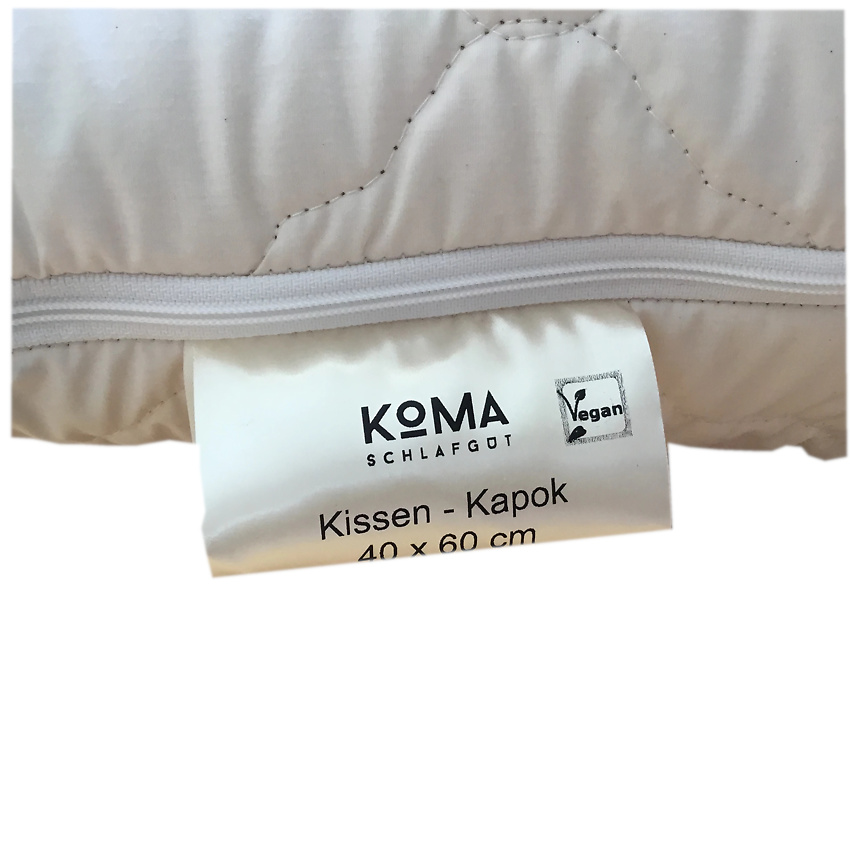 KOMA
SCHLAFGUT
Vegan
Kissen - Kapok
40 x 60 cm